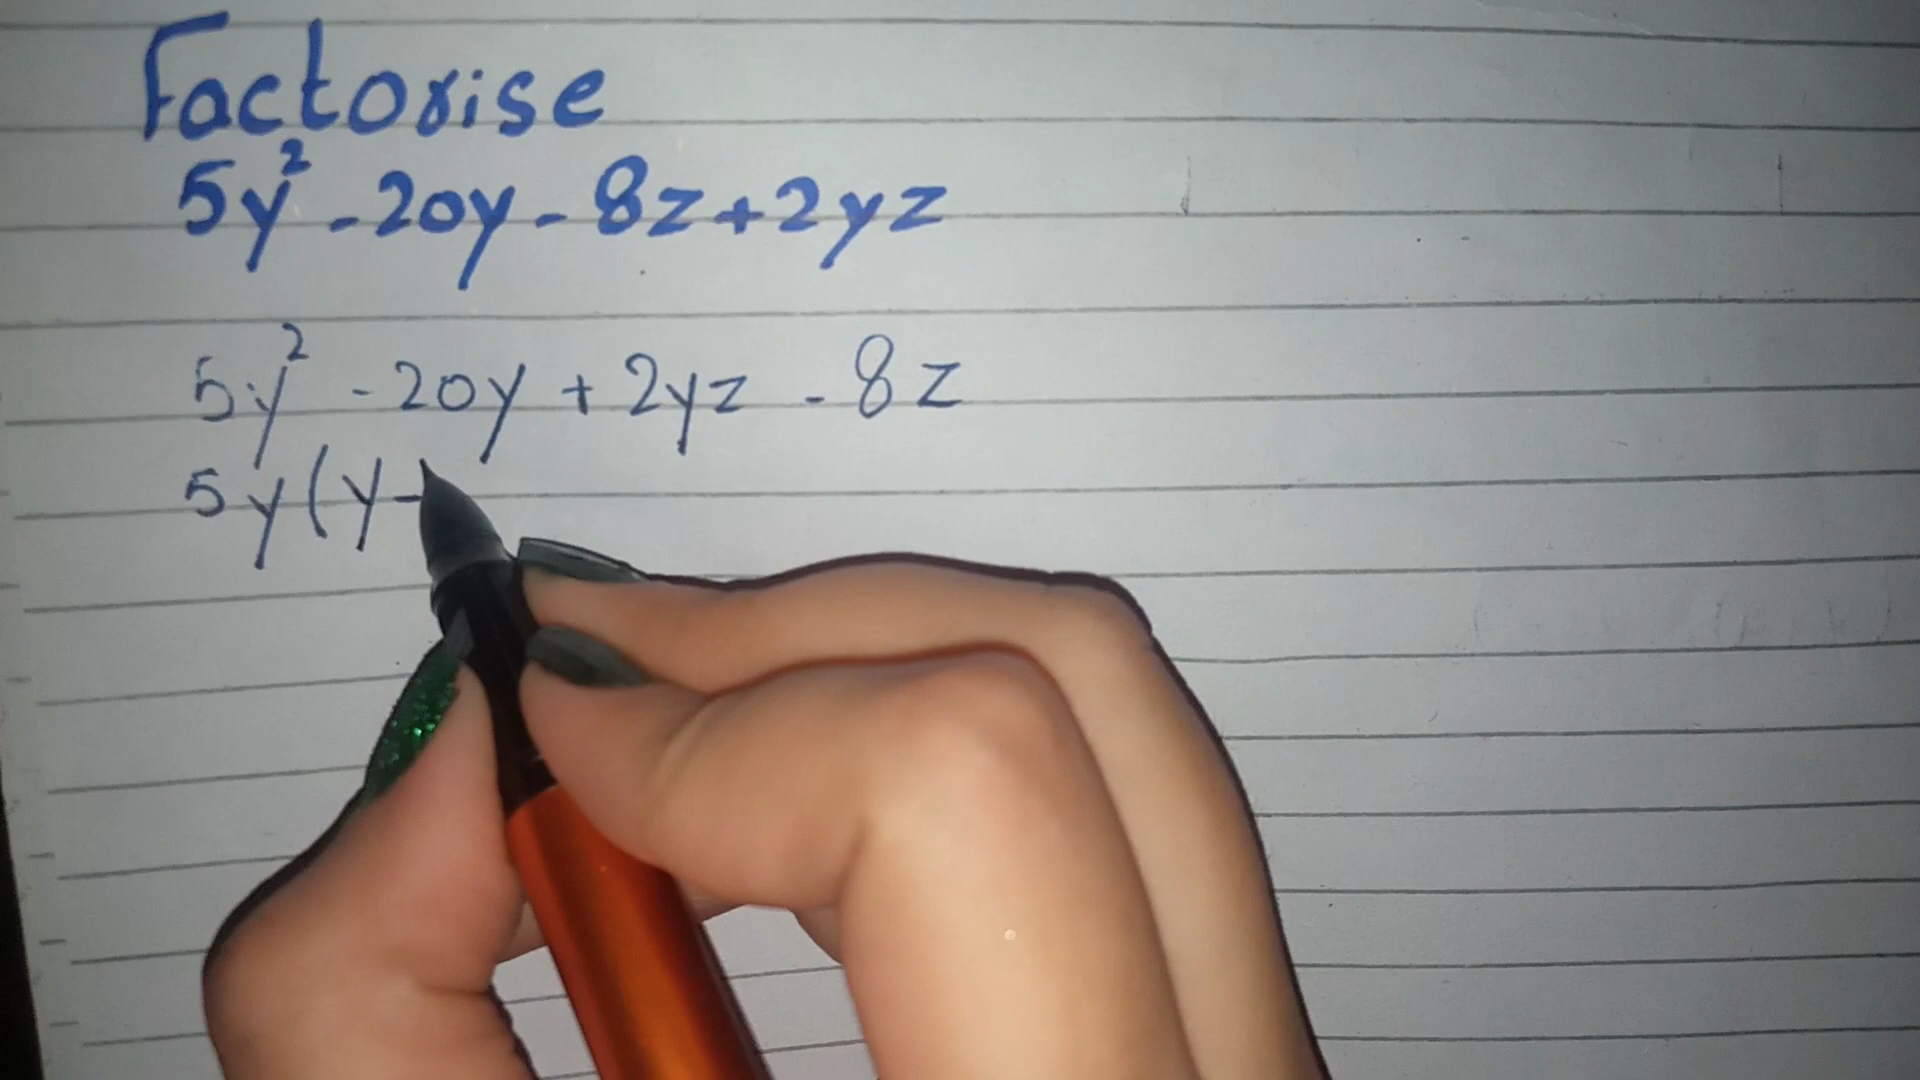 Factorise
5y² - 20y - 8z + 2yz
5y² - 20y + 2yz - 8z
5y(y-